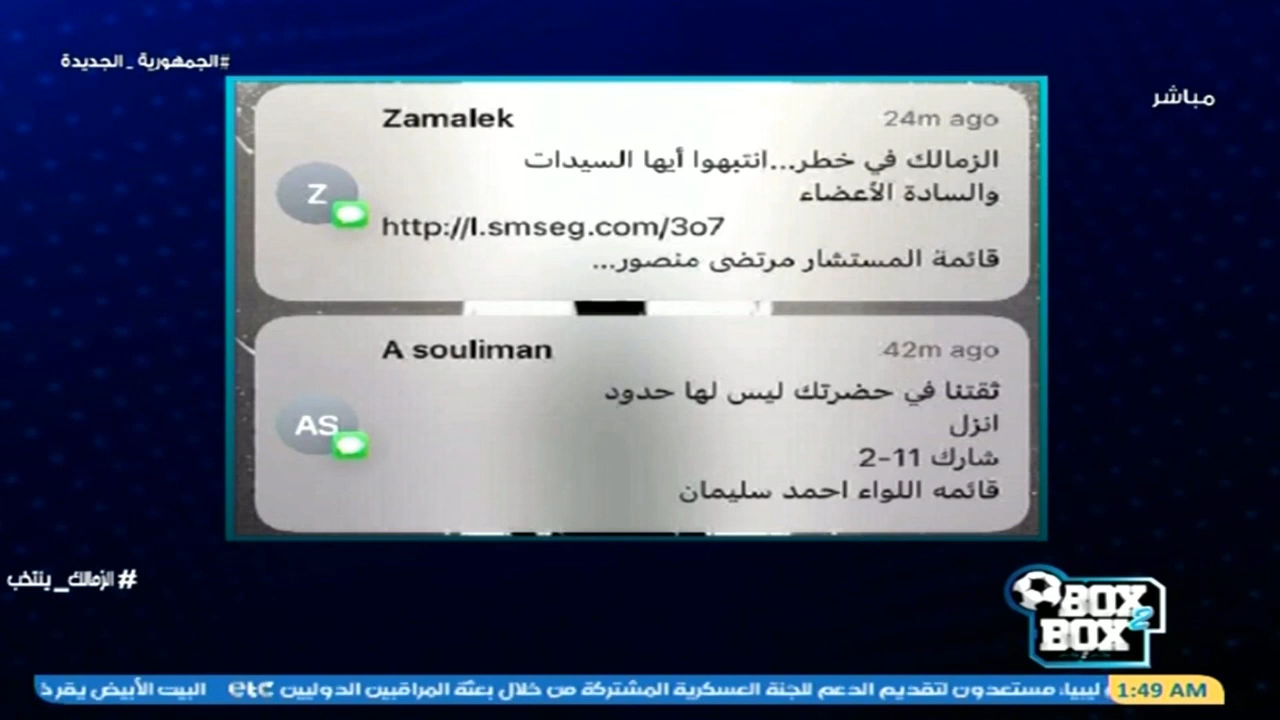 #الجمهورية_الجديدة
مباشر
Zamalek
24m ago
الزمالك في خطر...انتبهوا أيها السيدات
والسادة الأعضاء
Z
http://l.smseg.com/3o7
قائمة المستشار مرتضى منصور...
A souliman
42m ago
ثقتنا في حضرتك ليس لها حدود
انزل
AS
شارك 11-2
قائمه اللواء احمد سليمان
#الزمالك_ينتخب
BOX
2
BOX
1:49 AM
ليبيا، مستعدون لتقديم الدعم للجنة العسكرية المشتركة من خلال بعثة المراقبين الدوليين etc البيت الأبيض